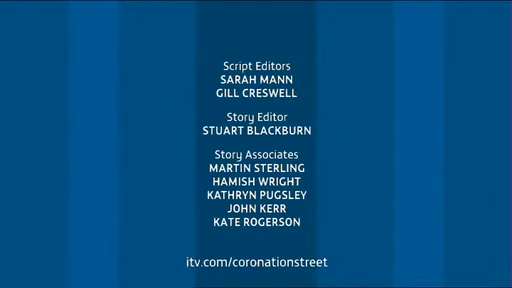 Script Editors
SARAH MANN
GILL CRESWELL
Story Editor
STUART BLACKBURN
Story Associates
MARTIN STERLING
HAMISH WRIGHT
KATHRYN PUGSLEY
JOHN KERR
KATE ROGERSON
itv.com/coronationstreet